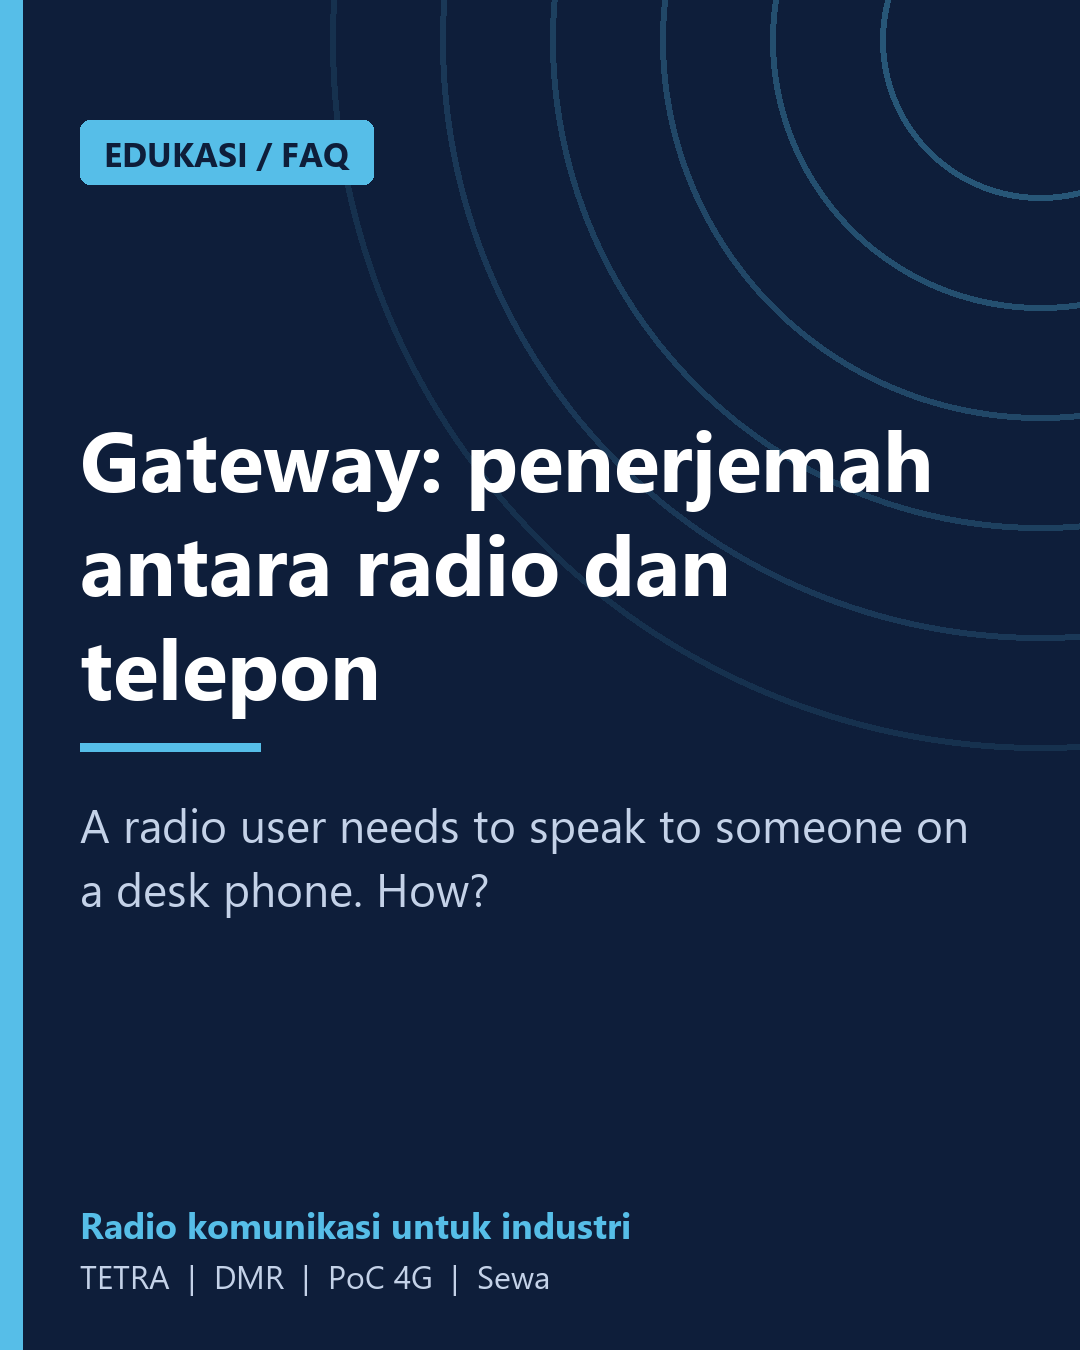 EDUKASI / FAQ
Gateway: penerjemah
antara radio dan
telepon
A radio user needs to speak to someone on
a desk phone. How?
Radio komunikasi untuk industri
TETRA | DMR | PoC 4G | Sewa